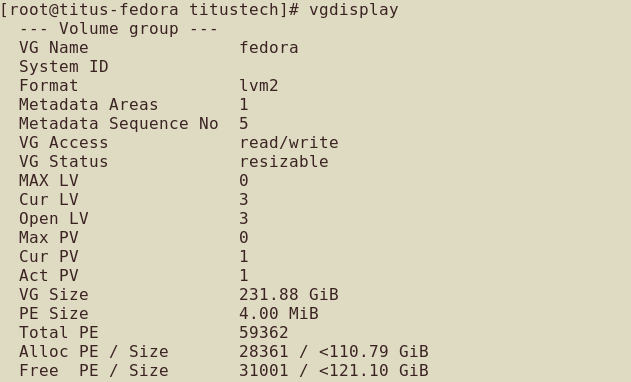 [root@titus-fedora titustech]# vgdisplay
  --- Volume group ---
  VG Name               fedora
  System ID
  Format                lvm2
  Metadata Areas        1
  Metadata Sequence No  5
  VG Access             read/write
  VG Status             resizable
  MAX LV                0
  Cur LV                3
  Open LV               3
  Max PV                0
  Cur PV                1
  Act PV                1
  VG Size               231.88 GiB
  PE Size               4.00 MiB
  Total PE              59362
  Alloc PE / Size       28361 / <110.79 GiB
  Free  PE / Size       31001 / <121.10 GiB